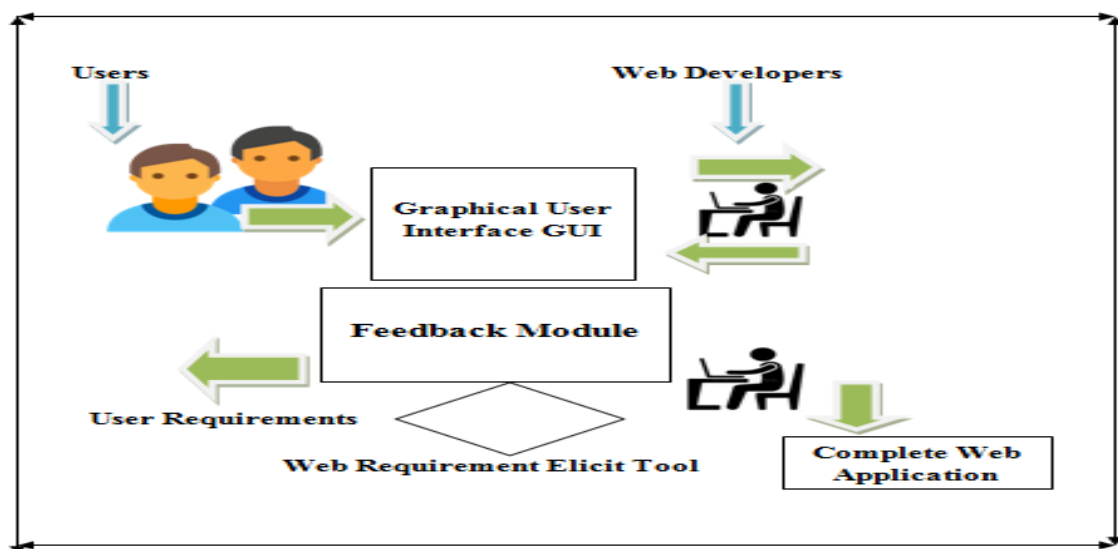 Users
Web Developers
Graphical User
Interface GUI
Feedback Module
User Requirements
Web Requirement Elicit Tool
Complete Web
Application